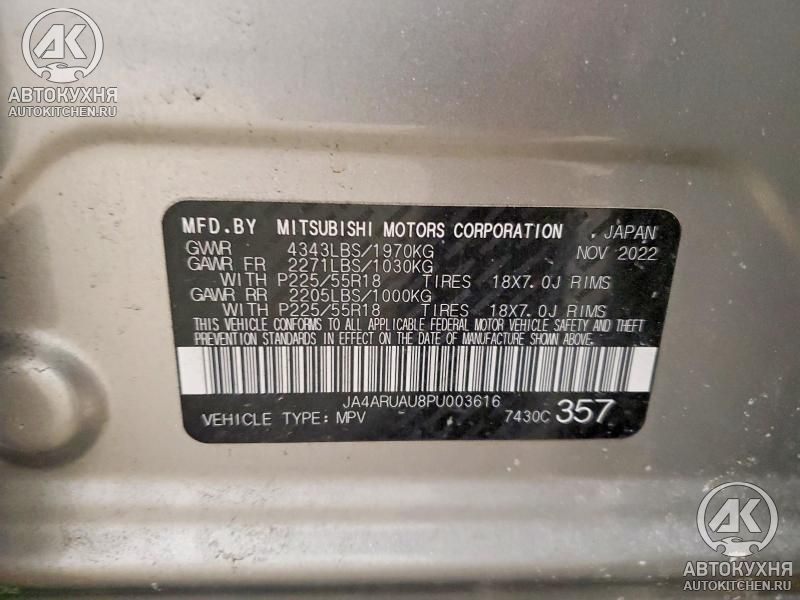 AK
АВТОКУХНЯ
AUTOKITCHEN.RU
MFD.BY MITSUBISHI MOTORS CORPORATION JAPAN
GVWR 4343LBS/1970KG NOV 2022
GAWR FR 2271LBS/1030KG
WITH P225/55R18 TIRES 18X7.0J RIMS
GAWR RR 2205LBS/1000KG
WITH P225/55R18 TIRES 18X7.0J RIMS
THIS VEHICLE CONFORMS TO ALL APPLICABLE FEDERAL MOTOR VEHICLE SAFETY AND THEFT
PREVENTION STANDARDS IN EFFECT ON THE DATE OF MANUFACTURE SHOWN ABOVE.
JA4ARUAU8PU003616
VEHICLE TYPE: MPV 7430C 357
AK
АВТОКУХНЯ
AUTOKITCHEN.RU